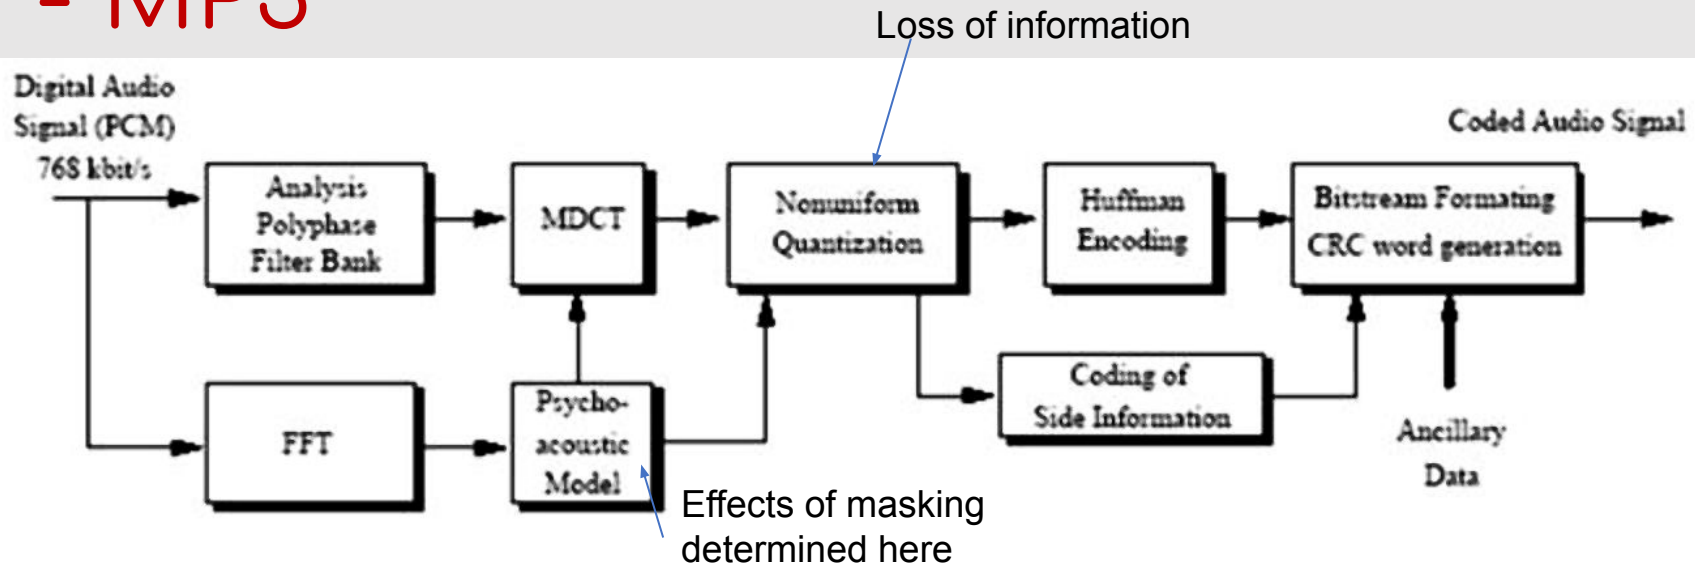 - MP3
Loss of information
Digital Audio
Signal (PCM)
768 kbit/s
Coded Audio Signal
Analysis
Polyphase
Filter Bank
MDCT
Nonuniform
Quantization
Huffman
Encoding
Bitstream Formating
CRC word generation
FFT
Psycho-
acoustic
Model
Coding of
Side Information
Ancillary
Data
Effects of masking
determined here